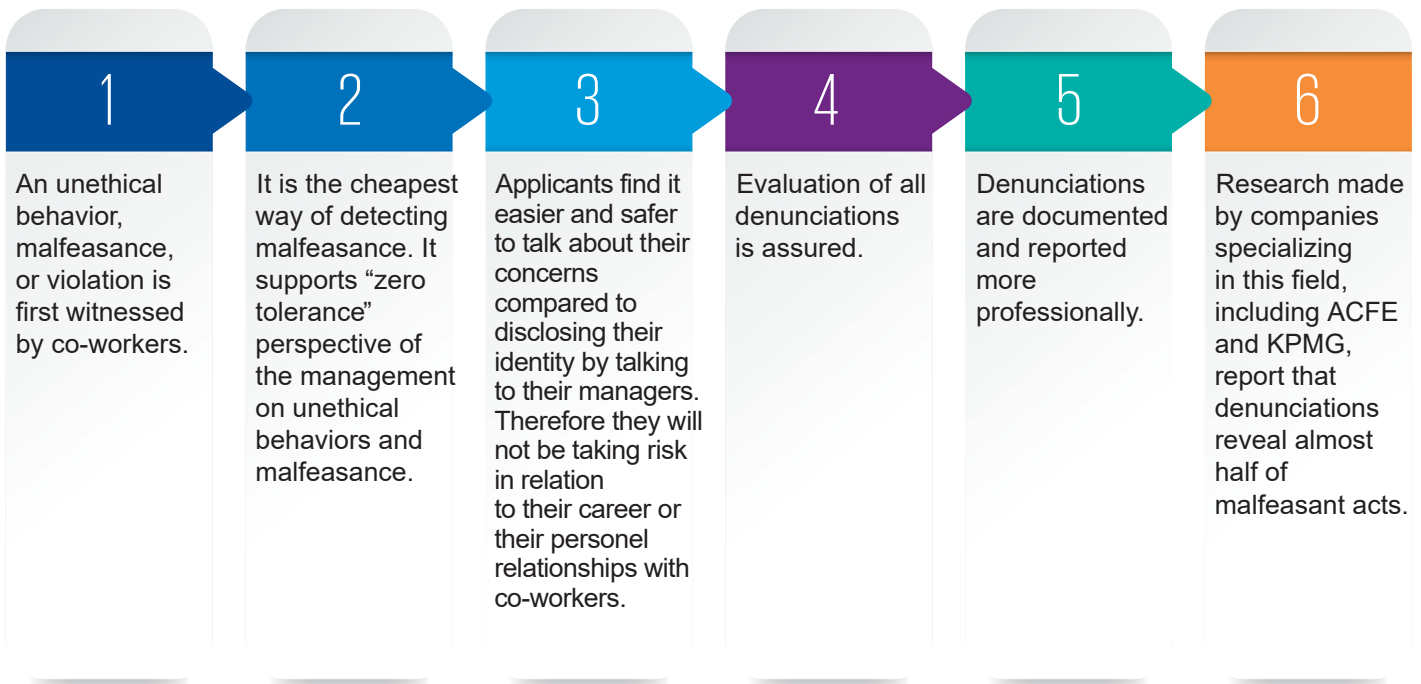 1
An unethical
behavior,
malfeasance,
or violation is
first witnessed
by co-workers.
2
It is the cheapest
way of detecting
malfeasance. It
supports “zero
tolerance”
perspective of
the management
on unethical
behaviors and
malfeasance.
3
Applicants find it
easier and safer
to talk about their
concerns
compared to
disclosing their
identity by talking
to their managers.
Therefore they will
not be taking risk
in relation
to their career or
their personel
relationships with
co-workers.
4
Evaluation of all
denunciations
is assured.
5
Denunciations
are documented
and reported
more
professionally.
6
Research made
by companies
specializing
in this field,
including ACFE
and KPMG,
report that
denunciations
reveal almost
half of
malfeasant acts.